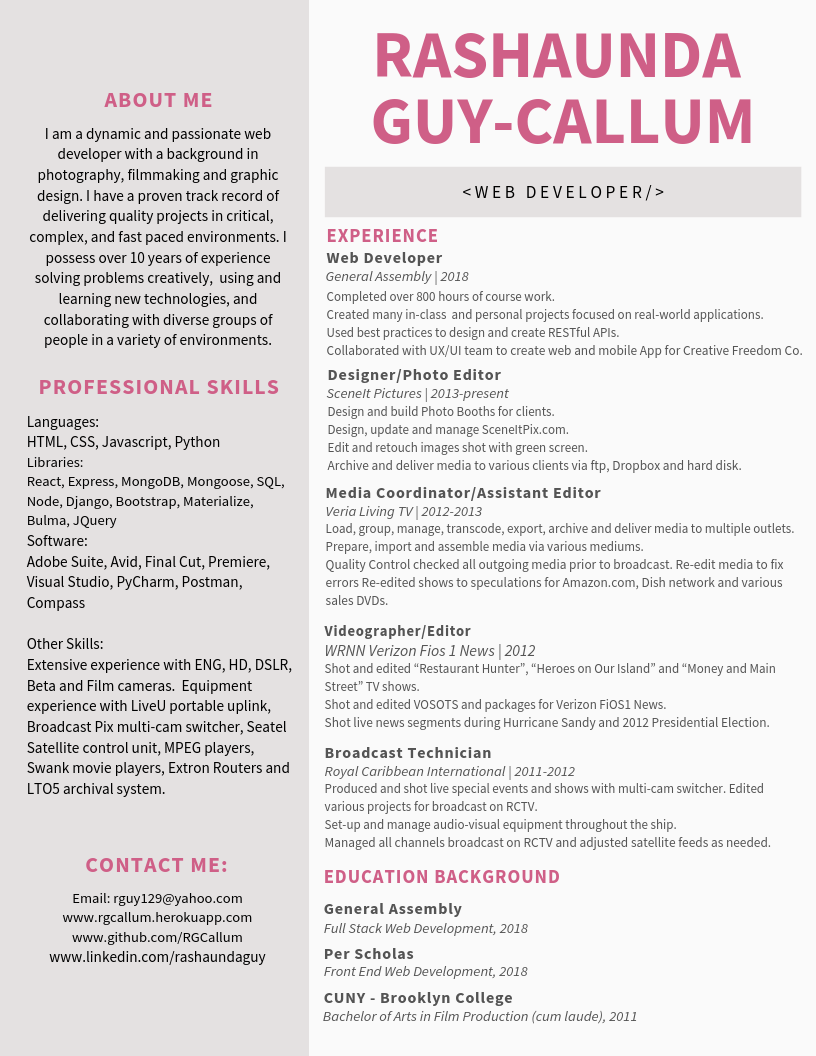 ABOUT ME
I am a dynamic and passionate web
developer with a background in
photography, filmmaking and graphic
design. I have a proven track record of
delivering quality projects in critical,
complex, and fast paced environments. I
possess over 10 years of experience
solving problems creatively,  using and
learning new technologies, and
collaborating with diverse groups of
people in a variety of environments.
PROFESSIONAL SKILLS
Languages:
HTML, CSS, Javascript, Python
Libraries:
React, Express, MongoDB, Mongoose, SQL,
Node, Django, Bootstrap, Materialize,
Bulma, JQuery
Software:
Adobe Suite, Avid, Final Cut, Premiere,
Visual Studio, PyCharm, Postman,
Compass
Other Skills:
Extensive experience with ENG, HD, DSLR,
Beta and Film cameras.  Equipment
experience with LiveU portable uplink,
Broadcast Pix multi-cam switcher, Seatel
Satellite control unit, MPEG players,
Swank movie players, Extron Routers and
LTO5 archival system.
CONTACT ME:
Email: rguy129@yahoo.com
www.rgcallum.herokuapp.com
www.github.com/RGCallum
www.linkedin.com/rashaundaguy
RASHAUNDA
GUY-CALLUM
<WEB DEVELOPER/>
EXPERIENCE
Web Developer
General Assembly | 2018
Completed over 800 hours of course work.
Created many in-class  and personal projects focused on real-world applications.
Used best practices to design and create RESTful APIs.
Collaborated with UX/UI team to create web and mobile App for Creative Freedom Co.
Designer/Photo Editor
SceneIt Pictures | 2013-present
Design and build Photo Booths for clients.
Design, update and manage SceneItPix.com.
Edit and retouch images shot with green screen.
Archive and deliver media to various clients via ftp, Dropbox and hard disk.
Media Coordinator/Assistant Editor
Veria Living TV | 2012-2013
Load, group, manage, transcode, export, archive and deliver media to multiple outlets.
Prepare, import and assemble media via various mediums.
Quality Control checked all outgoing media prior to broadcast. Re-edit media to fix
errors Re-edited shows to speculations for Amazon.com, Dish network and various
sales DVDs.
Videographer/Editor
WRNN Verizon Fios 1 News | 2012
Shot and edited “Restaurant Hunter”, “Heroes on Our Island” and “Money and Main
Street” TV shows.
Shot and edited VOSOTS and packages for Verizon FiOS1 News.
Shot live news segments during Hurricane Sandy and 2012 Presidential Election.
Broadcast Technician
Royal Caribbean International | 2011-2012
Produced and shot live special events and shows with multi-cam switcher. Edited
various projects for broadcast on RCTV.
Set-up and manage audio-visual equipment throughout the ship.
Managed all channels broadcast on RCTV and adjusted satellite feeds as needed.
EDUCATION BACKGROUND
General Assembly
Full Stack Web Development, 2018
Per Scholas
Front End Web Development, 2018
CUNY - Brooklyn College
Bachelor of Arts in Film Production (cum laude), 2011